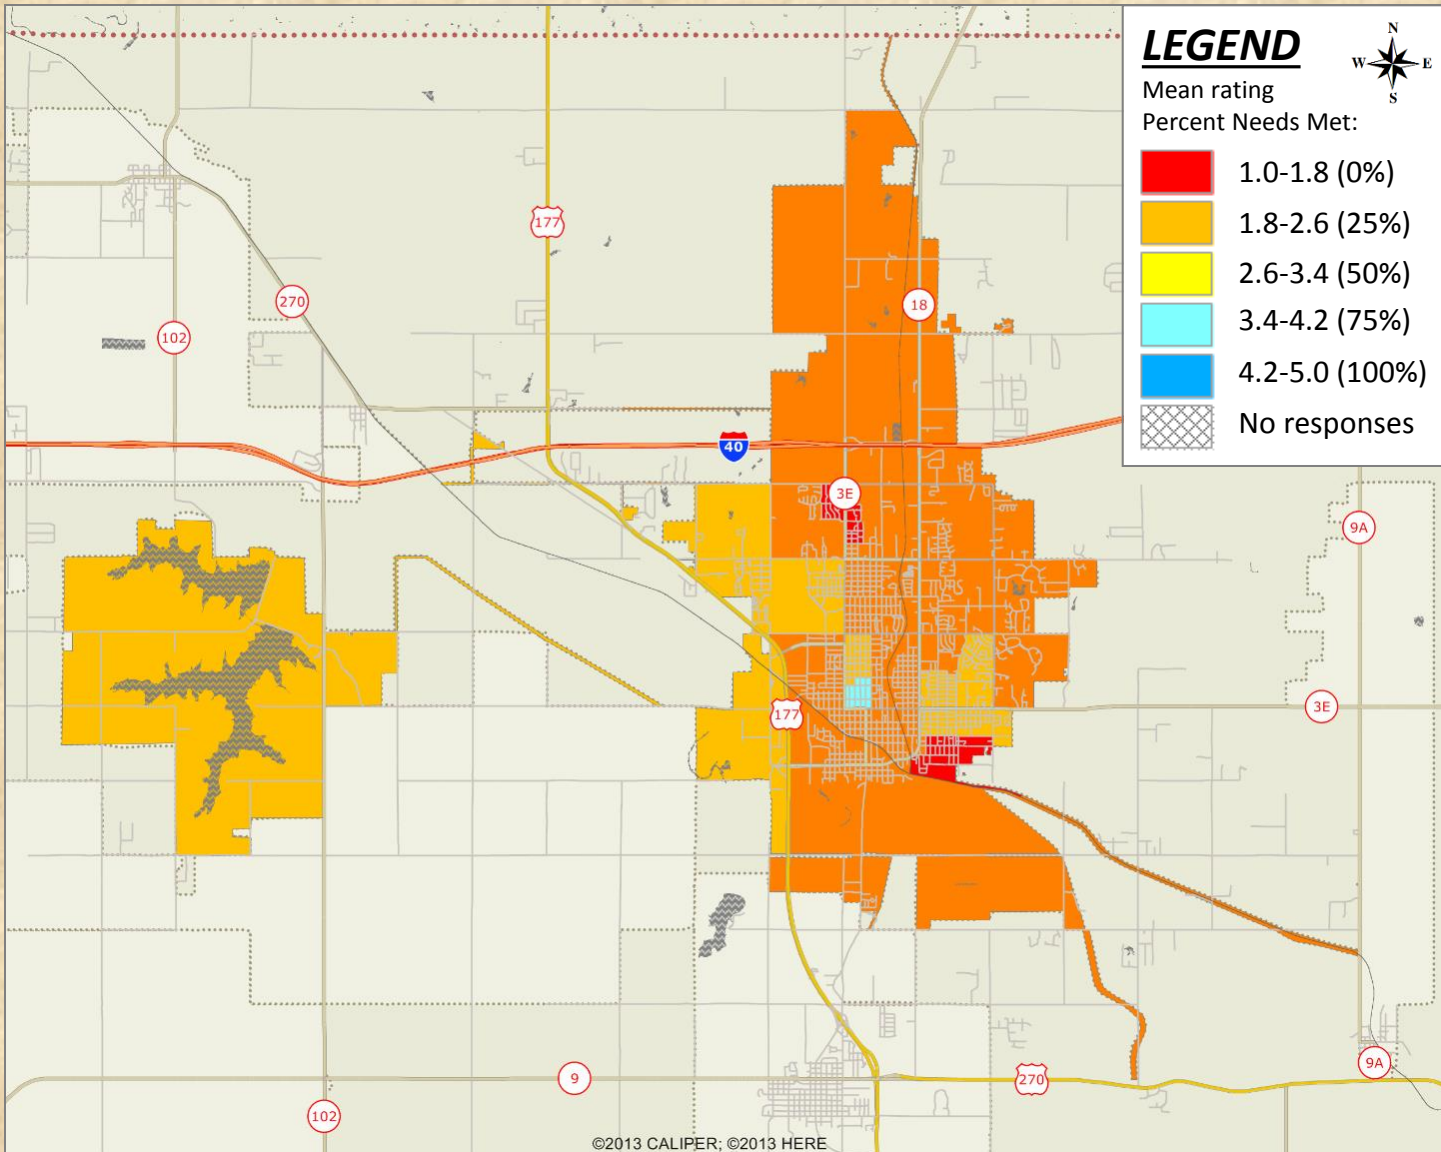 LEGEND
N
W E
S
Mean rating
Percent Needs Met:
1.0-1.8 (0%)
1.8-2.6 (25%)
2.6-3.4 (50%)
3.4-4.2 (75%)
4.2-5.0 (100%)
No responses
177
270
18
102
40
3E
9A
177
3E
9
270
9A
102
©2013 CALIPER; ©2013 HERE